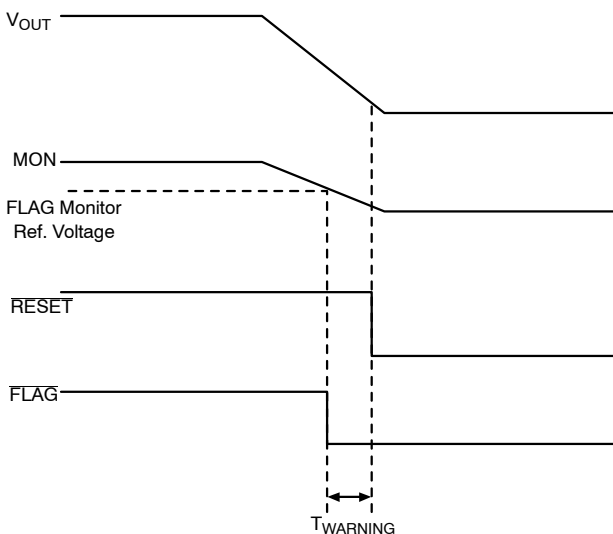 VOUT
MON
FLAG Monitor
Ref. Voltage
RESET
FLAG
TWARNING